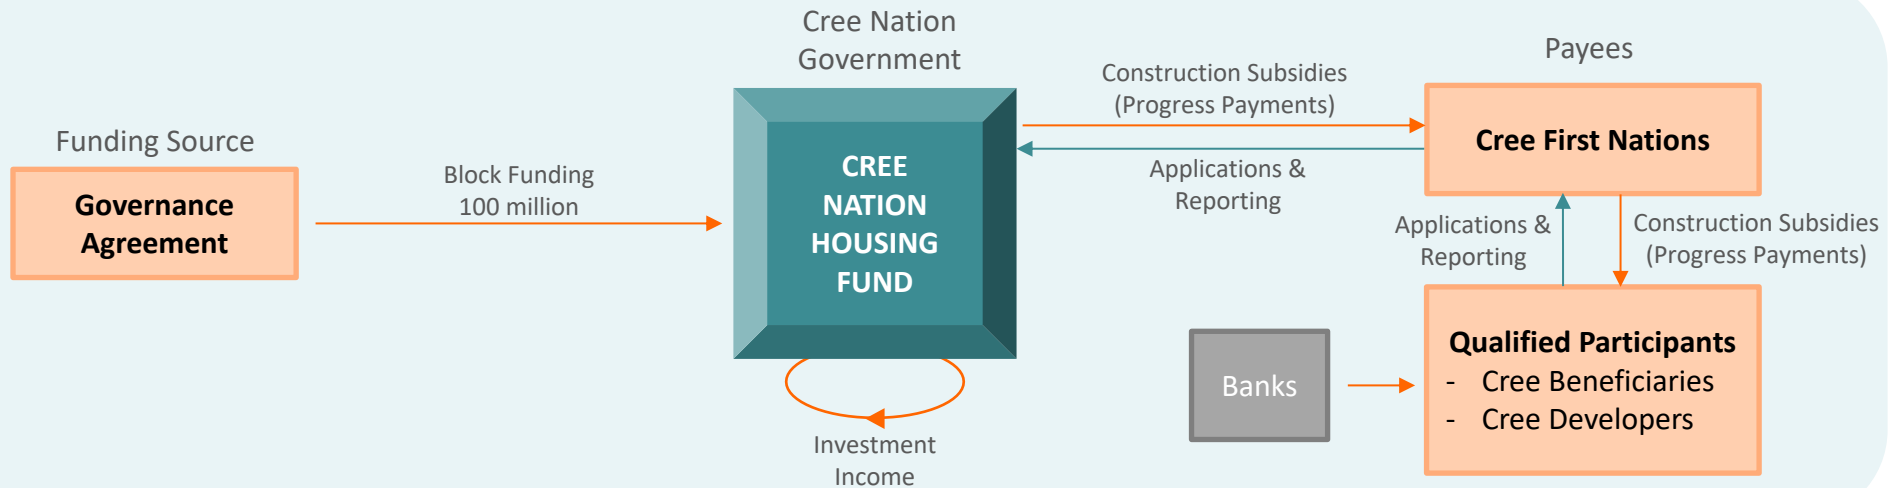 Funding Source
Governance
Agreement
Block Funding
100 million
Cree Nation
Government
CREE
NATION
HOUSING
FUND
Investment
Income
Construction Subsidies
(Progress Payments)
Applications &
Reporting
Payees
Cree First Nations
Applications &
Reporting
Construction Subsidies
(Progress Payments)
Banks
Qualified Participants
- Cree Beneficiaries
- Cree Developers